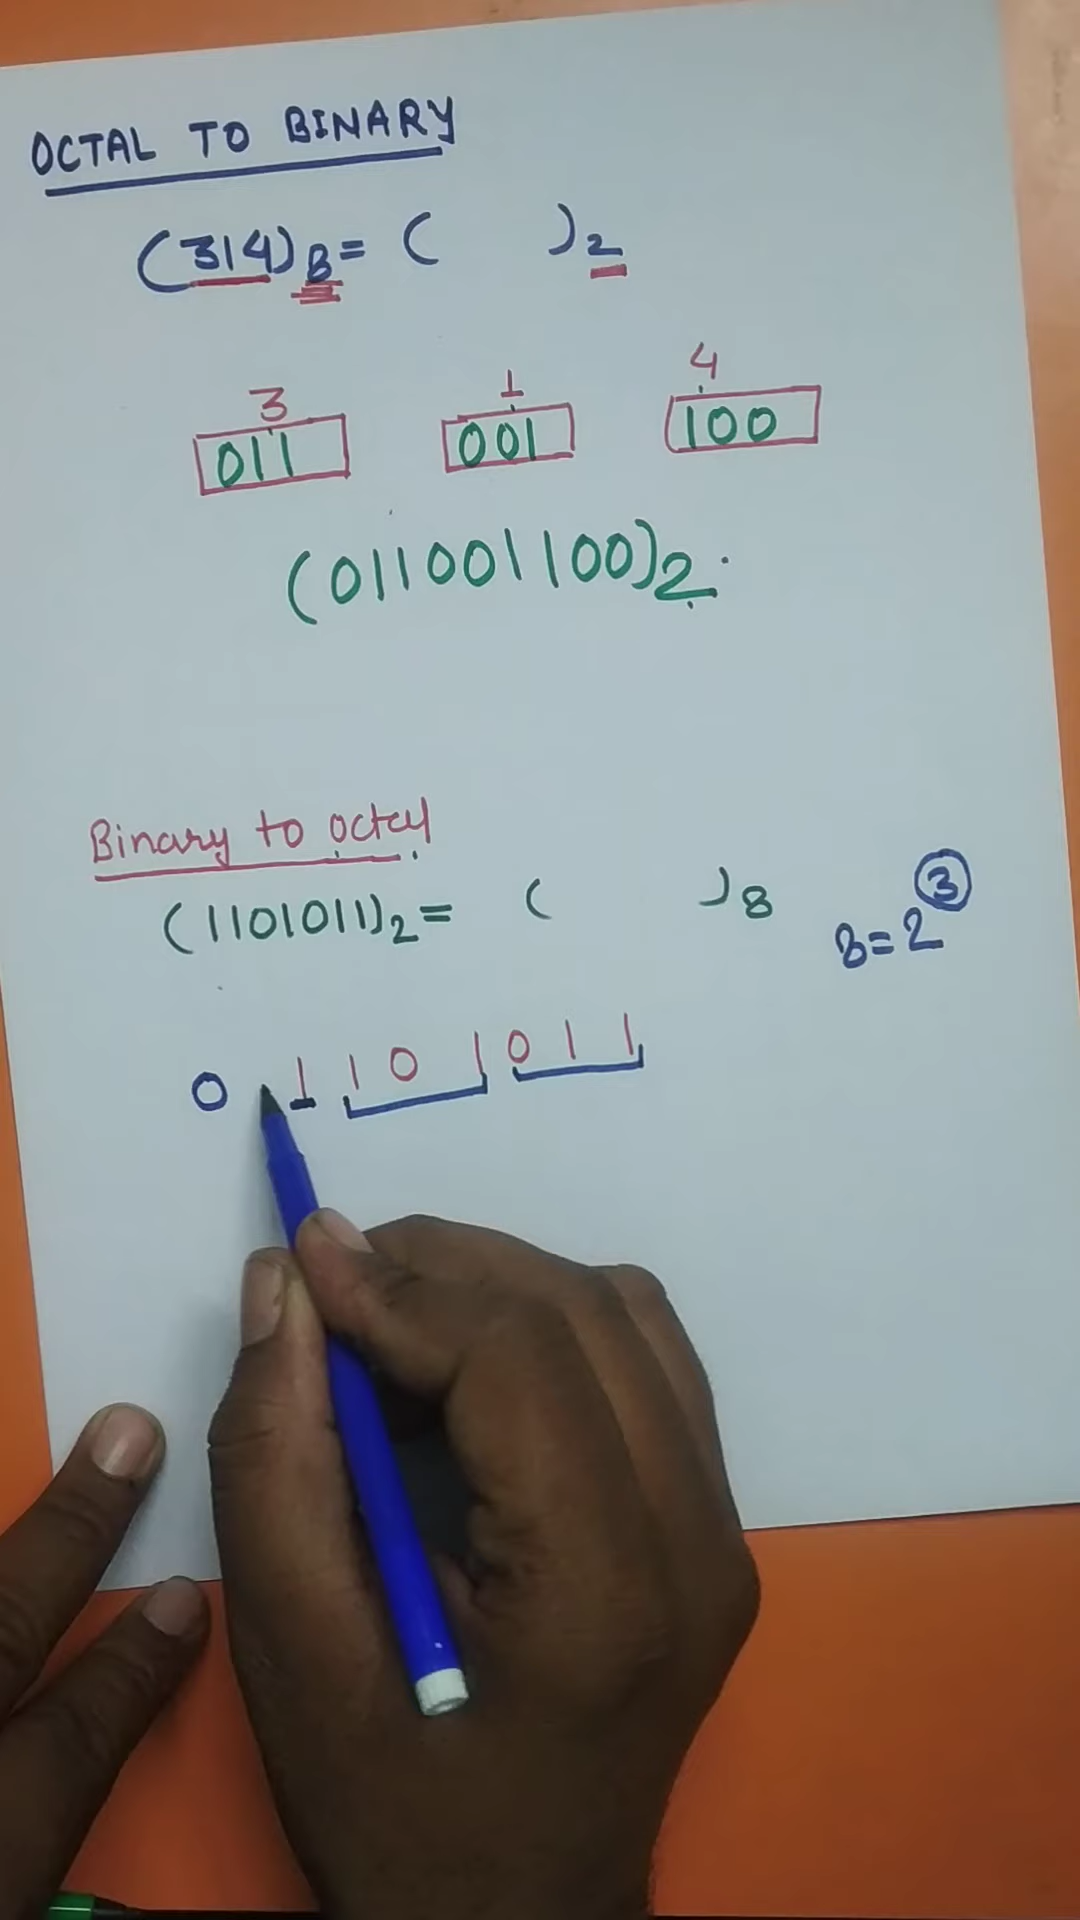 OCTAL TO BINARY
(314)8 = ( )2
3 1 4
011 001 100
(011001100)2.
Binary to octal
(1101011)2 = ( )8
8=2³
0 1 1 0 1 0 1 1